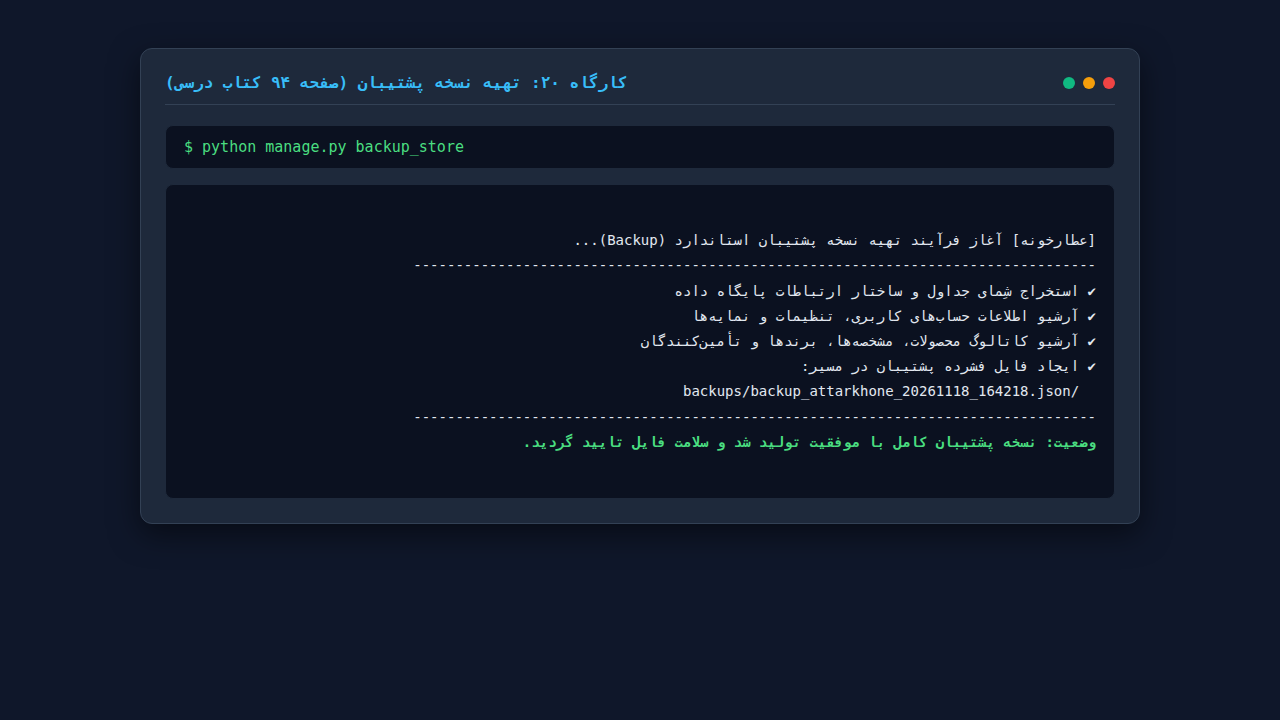 کارگاه ۲۰: تهیه نسخه پشتیبان (صفحه ۹۴ کتاب درسی)
$ python manage.py backup_store
[عطارخونه] آغاز فرآیند تهیه نسخه پشتیبان استاندارد (Backup)...
---------------------------------------------------------------------------------
✔ استخراج شِمای جداول و ساختار ارتباطات پایگاه داده
✔ آرشیو اطلاعات حساب‌های کاربری، تنظیمات و نمایه‌ها
✔ آرشیو کاتالوگ محصولات، مشخصه‌ها، برندها و تأمین‌کنندگان
✔ ایجاد فایل فشرده پشتیبان در مسیر:
/backups/backup_attarkhone_20261118_164218.json
---------------------------------------------------------------------------------
وضعیت: نسخه پشتیبان کامل با موفقیت تولید شد و سلامت فایل تایید گردید.